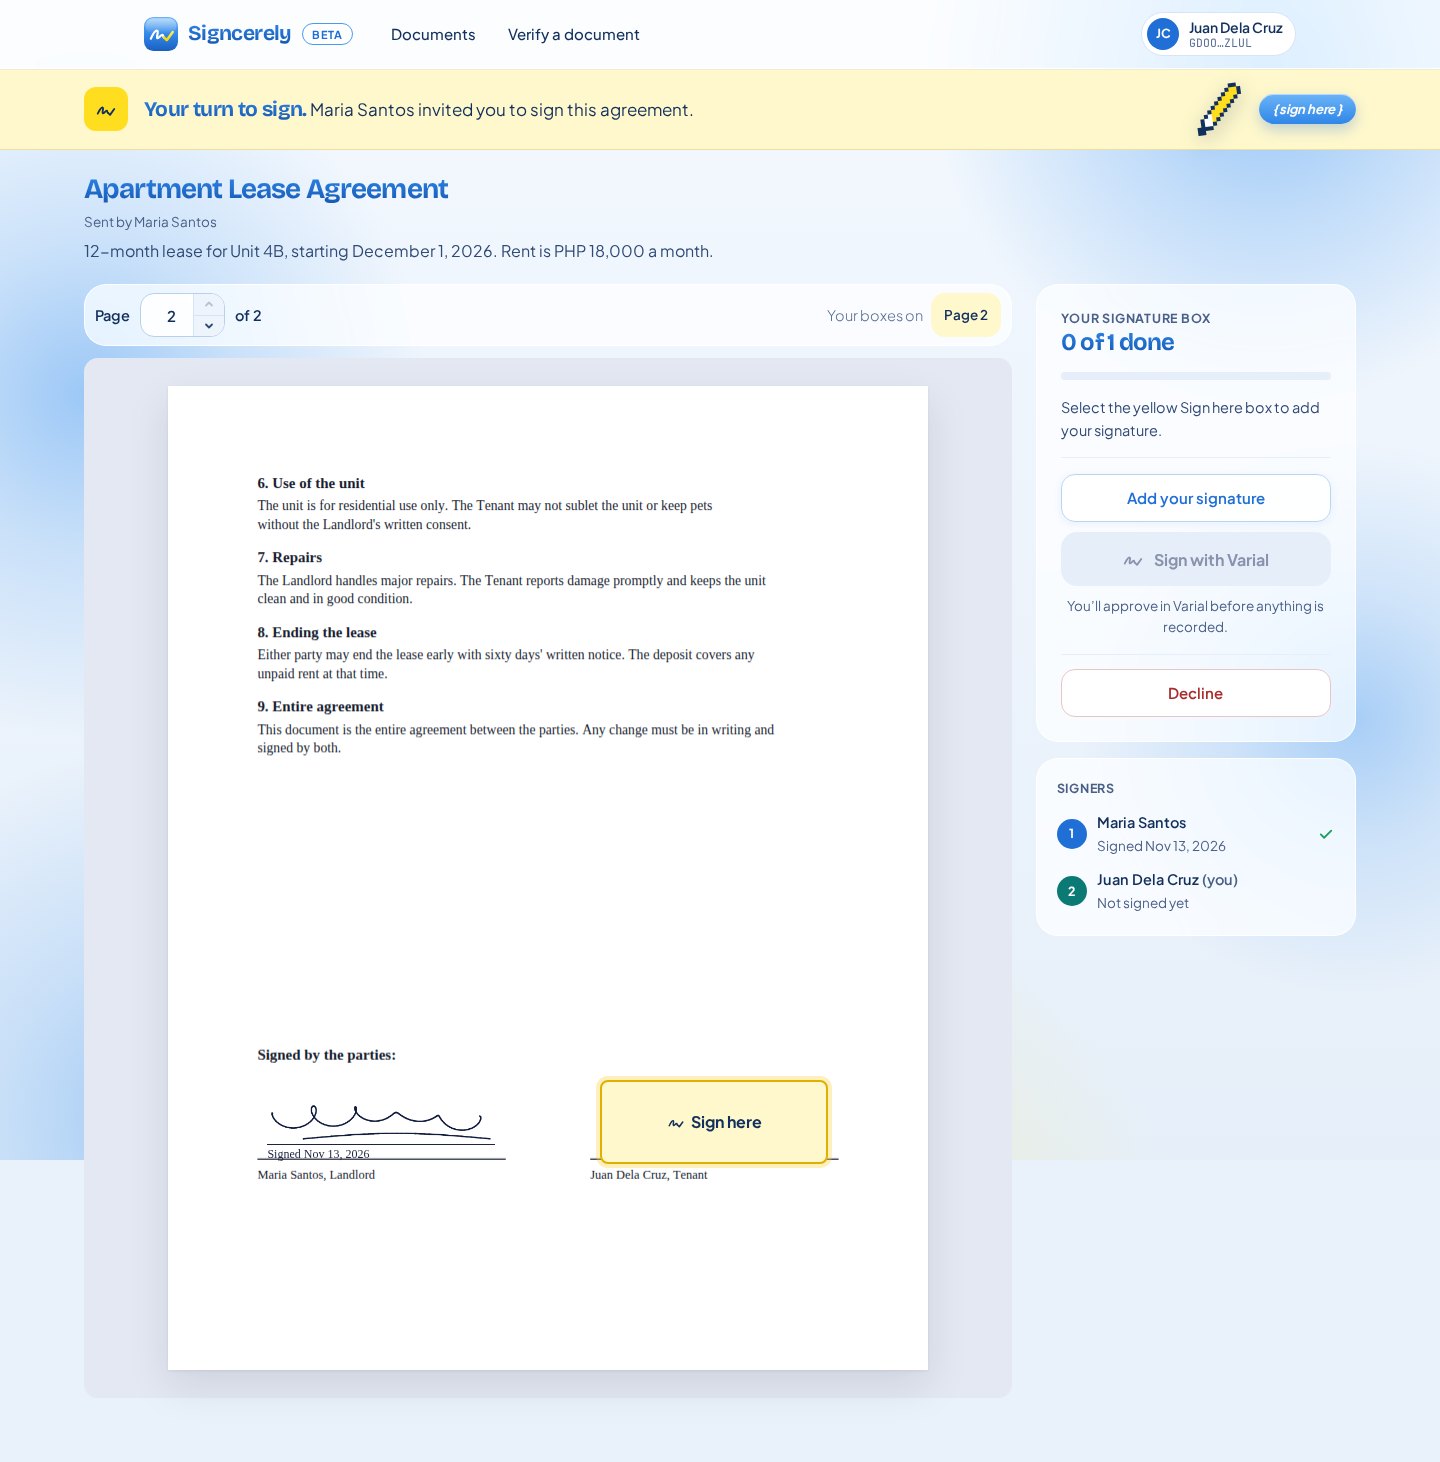 Signcerely BETA Documents Verify a document JC Juan Dela Cruz
GDOO...ZLUL
Your turn to sign. Maria Santos invited you to sign this agreement. {sign here}
Apartment Lease Agreement
Sent by Maria Santos
12-month lease for Unit 4B, starting December 1, 2026. Rent is PHP 18,000 a month.
Page 2 of 2 Your boxes on Page 2
6. Use of the unit
The unit is for residential use only. The Tenant may not sublet the unit or keep pets
without the Landlord's written consent.
7. Repairs
The Landlord handles major repairs. The Tenant reports damage promptly and keeps the unit
clean and in good condition.
8. Ending the lease
Either party may end the lease early with sixty days' written notice. The deposit covers any
unpaid rent at that time.
9. Entire agreement
This document is the entire agreement between the parties. Any change must be in writing and
signed by both.
Signed by the parties:
Sign here
Signed Nov 13, 2026
Maria Santos, Landlord Juan Dela Cruz, Tenant
YOUR SIGNATURE BOX
0 of 1 done
Select the yellow Sign here box to add
your signature.
Add your signature
Sign with Varial
You'll approve in Varial before anything is
recorded.
Decline
SIGNERS
1 Maria Santos
Signed Nov 13, 2026
2 Juan Dela Cruz (you)
Not signed yet